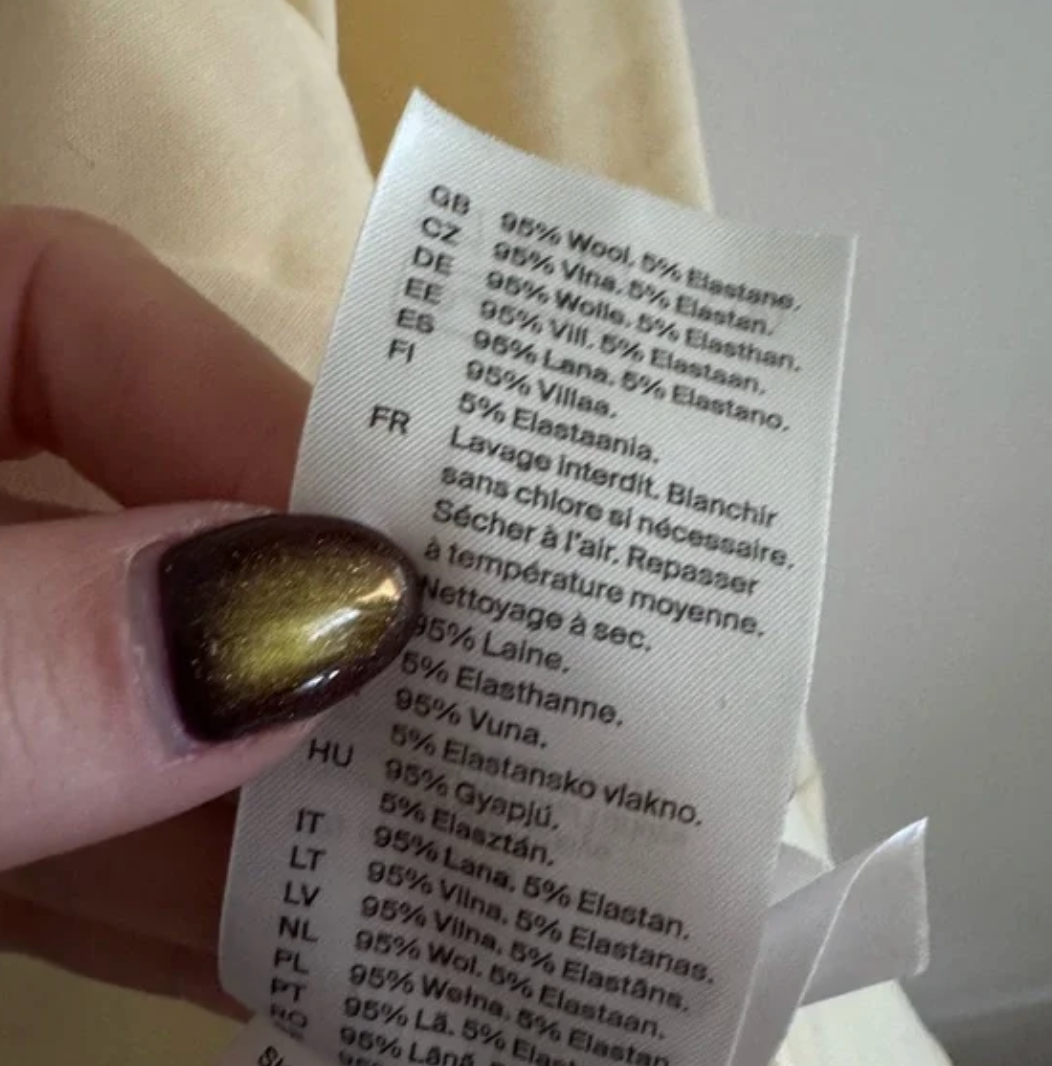 GB 95% Wool, 5% Elastane.
CZ 95% Vlna, 5% Elastan.
DE 95% Wolle, 5% Elasthan.
EE 95% Vill, 5% Elastaan.
ES 95% Lana, 5% Elastano.
FI 95% Villaa,
5% Elastaania.
FR Lavage interdit. Blanchir
sans chlore si nécessaire.
Sécher à l'air. Repasser
à température moyenne.
Nettoyage à sec.
95% Laine,
5% Elasthanne.
95% Vuna,
5% Elastansko vlakno.
HU 95% Gyapjú,
5% Elasztán.
IT 95% Lana, 5% Elastan.
LT 95% Vilna, 5% Elastanas.
LV 95% Vilna, 5% Elastāns.
NL 95% Wol, 5% Elastaan.
PL 95% Wełna, 5% Elastan
PT 95% Lã, 5%
RO 95% Lână,